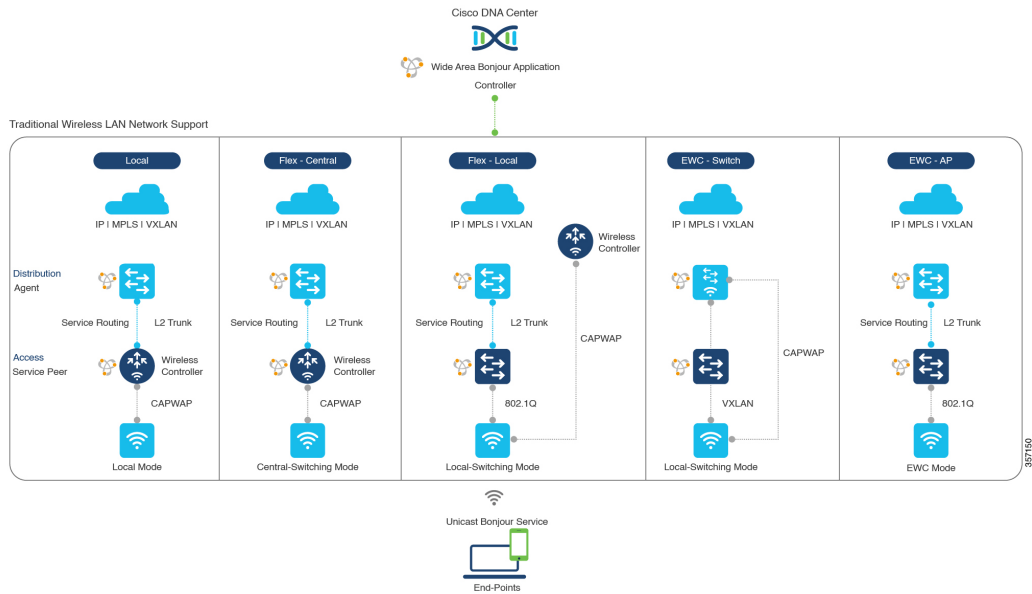 Cisco DNA Center
Wide Area Bonjour Application
Controller
Traditional Wireless LAN Network Support
Local
Flex - Central
Flex - Local
EWC - Switch
EWC - AP
IP | MPLS | VXLAN
IP | MPLS | VXLAN
IP | MPLS | VXLAN
IP | MPLS | VXLAN
IP | MPLS | VXLAN
Wireless
Controller
Distribution
Agent
Service Routing
L2 Trunk
Service Routing
L2 Trunk
Service Routing
L2 Trunk
Service Routing
L2 Trunk
CAPWAP
CAPWAP
Access
Service Peer
Wireless
Controller
Wireless
Controller
CAPWAP
CAPWAP
802.1Q
VXLAN
802.1Q
Local Mode
Central-Switching Mode
Local-Switching Mode
Local-Switching Mode
EWC Mode
357150
Unicast Bonjour Service
End-Points